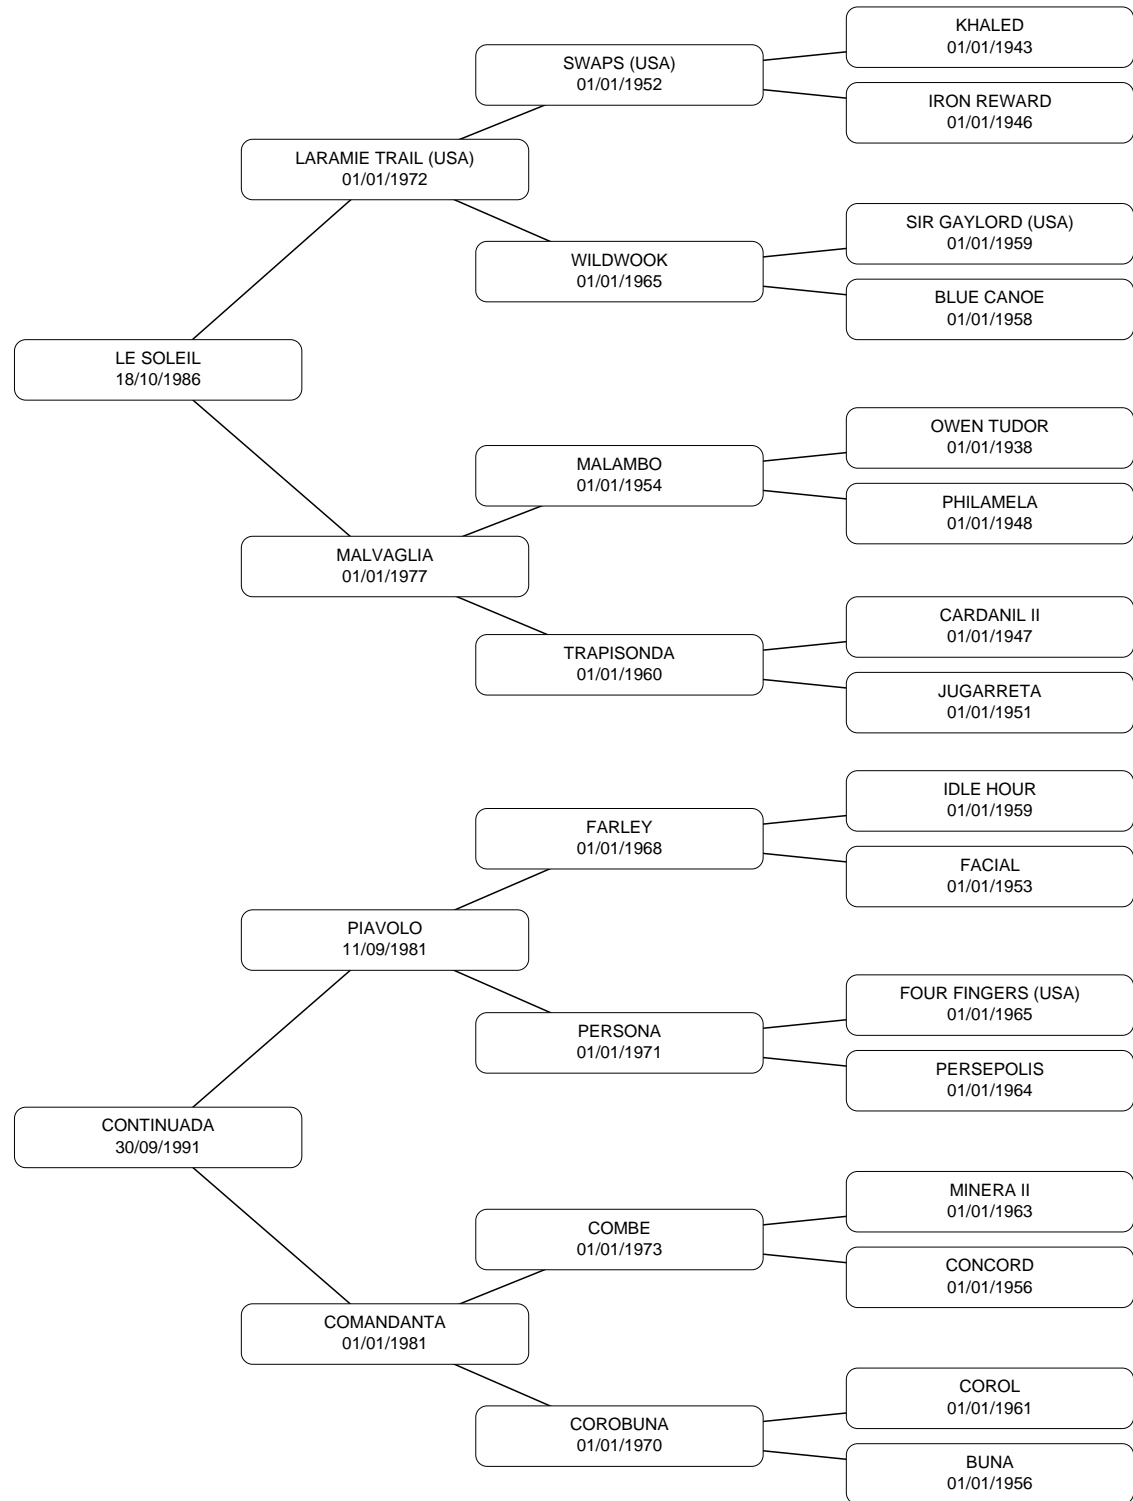 KHALED
01/01/1943
SWAPS (USA)
01/01/1952
IRON REWARD
01/01/1946
LARAMIE TRAIL (USA)
01/01/1972
SIR GAYLORD (USA)
01/01/1959
WILDWOOK
01/01/1965
BLUE CANOE
01/01/1958
LE SOLEIL
18/10/1986
OWEN TUDOR
01/01/1938
MALAMBO
01/01/1954
PHILAMELA
01/01/1948
MALVAGLIA
01/01/1977
CARDANIL II
01/01/1947
TRAPISONDA
01/01/1960
JUGARRETA
01/01/1951
IDLE HOUR
01/01/1959
FARLEY
01/01/1968
FACIAL
01/01/1953
PIAVOLO
11/09/1981
FOUR FINGERS (USA)
01/01/1965
PERSONA
01/01/1971
PERSEPOLIS
01/01/1964
CONTINUADA
30/09/1991
MINERA II
01/01/1963
COMBE
01/01/1973
CONCORD
01/01/1956
COMANDANTA
01/01/1981
COROL
01/01/1961
COROBUNA
01/01/1970
BUNA
01/01/1956